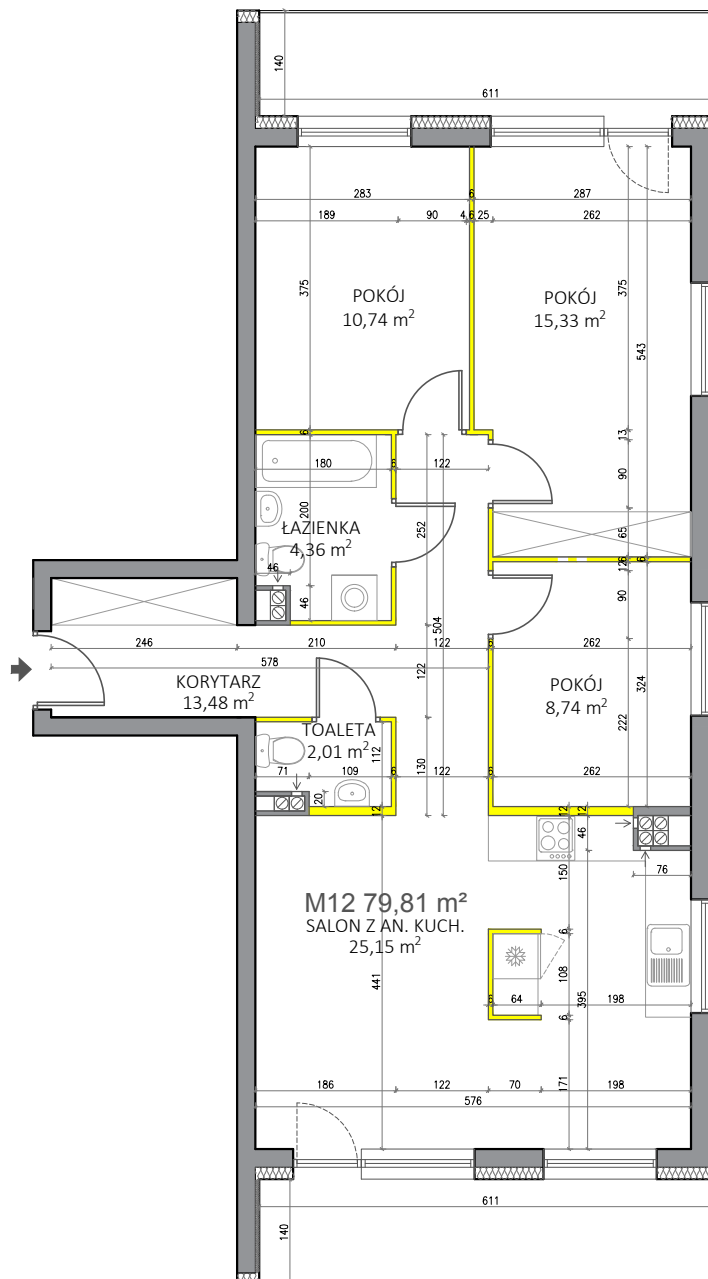 140
611
283 6 287
189 90 4 6 25 262
375
375
POKÓJ
10,74 m²
POKÓJ
15,33 m²
543
6
13
180 6 122
90
200
ŁAZIENKA
4,36 m²
252
65
46
126 6
46
90
504
246 210 122 6 262
578
KORYTARZ
13,48 m²
122
POKÓJ
8,74 m²
324
222
TOALETA
2,01 m²
112
71 109 6 130 122 6 262
20
12
12 12
46
76
150
M12 79,81 m²
SALON Z AN. KUCH.
25,15 m²
441
6
108
395
6 64 198
6
171
186 122 70 198
576
611
140